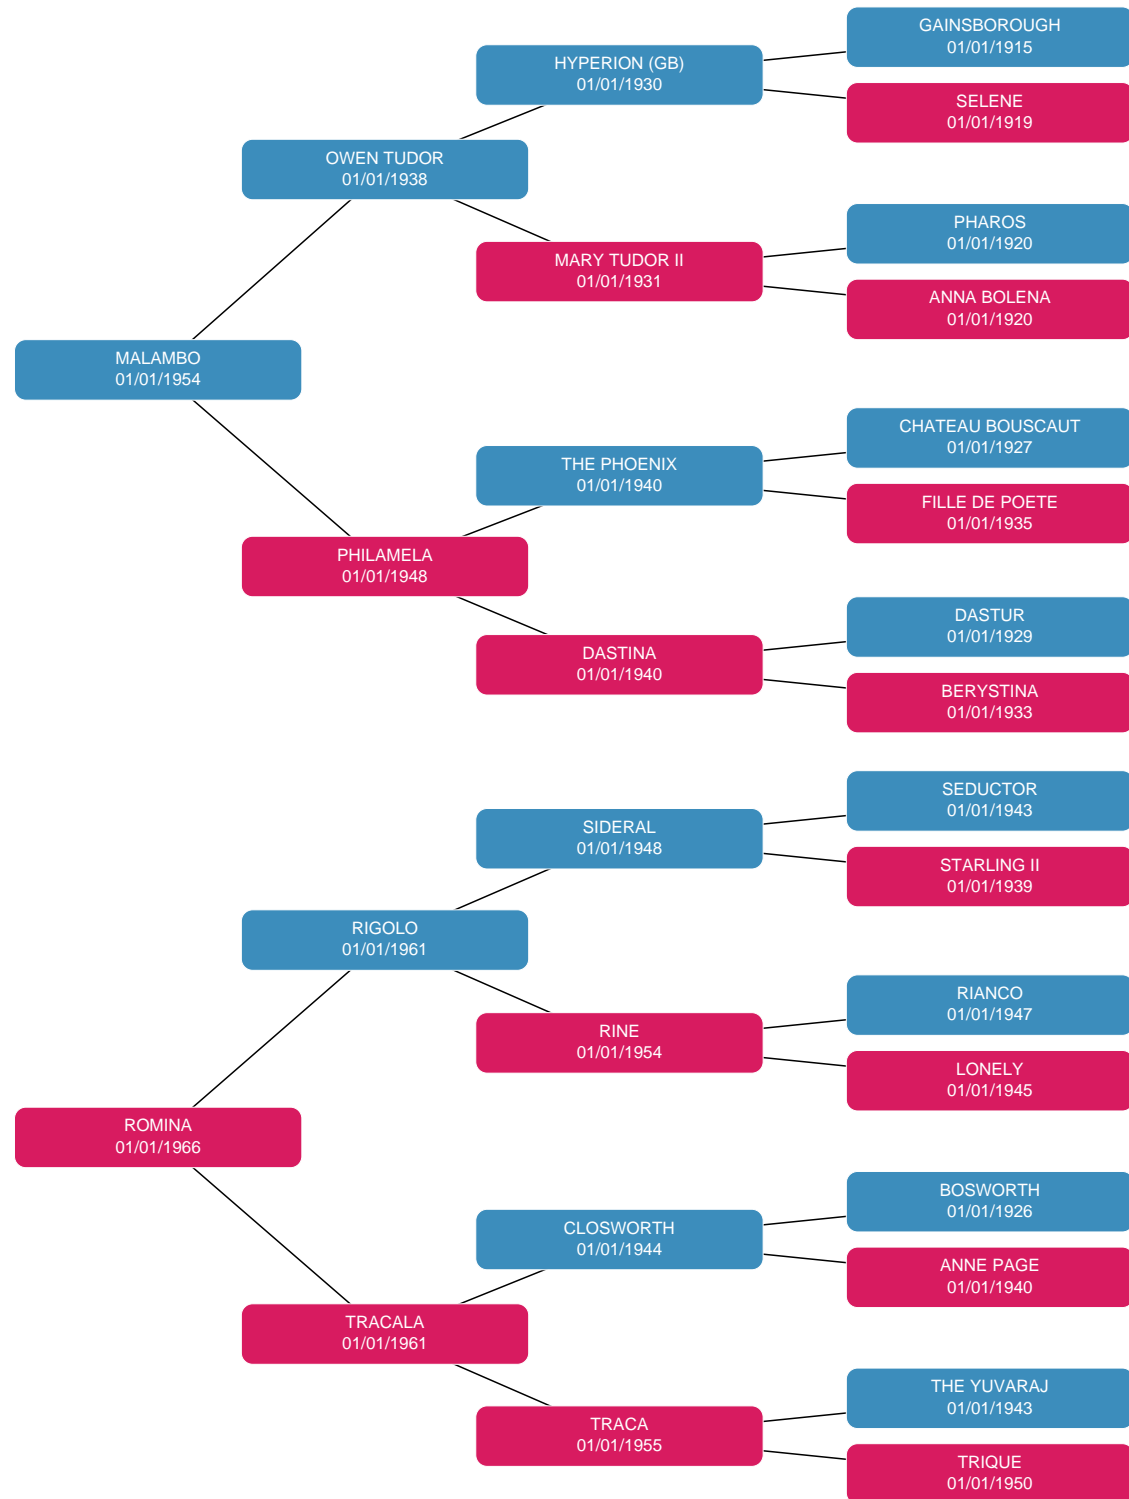 GAINSBOROUGH
01/01/1915
HYPERION (GB)
01/01/1930
SELENE
01/01/1919
OWEN TUDOR
01/01/1938
PHAROS
01/01/1920
MARY TUDOR II
01/01/1931
ANNA BOLENA
01/01/1920
MALAMBO
01/01/1954
CHATEAU BOUSCAUT
01/01/1927
THE PHOENIX
01/01/1940
FILLE DE POETE
01/01/1935
PHILAMELA
01/01/1948
DASTUR
01/01/1929
DASTINA
01/01/1940
BERYSTINA
01/01/1933
SEDUCTOR
01/01/1943
SIDERAL
01/01/1948
STARLING II
01/01/1939
RIGOLO
01/01/1961
RIANCO
01/01/1947
RINE
01/01/1954
LONELY
01/01/1945
ROMINA
01/01/1966
BOSWORTH
01/01/1926
CLOSWORTH
01/01/1944
ANNE PAGE
01/01/1940
TRACALA
01/01/1961
THE YUVARAJ
01/01/1943
TRACA
01/01/1955
TRIQUE
01/01/1950